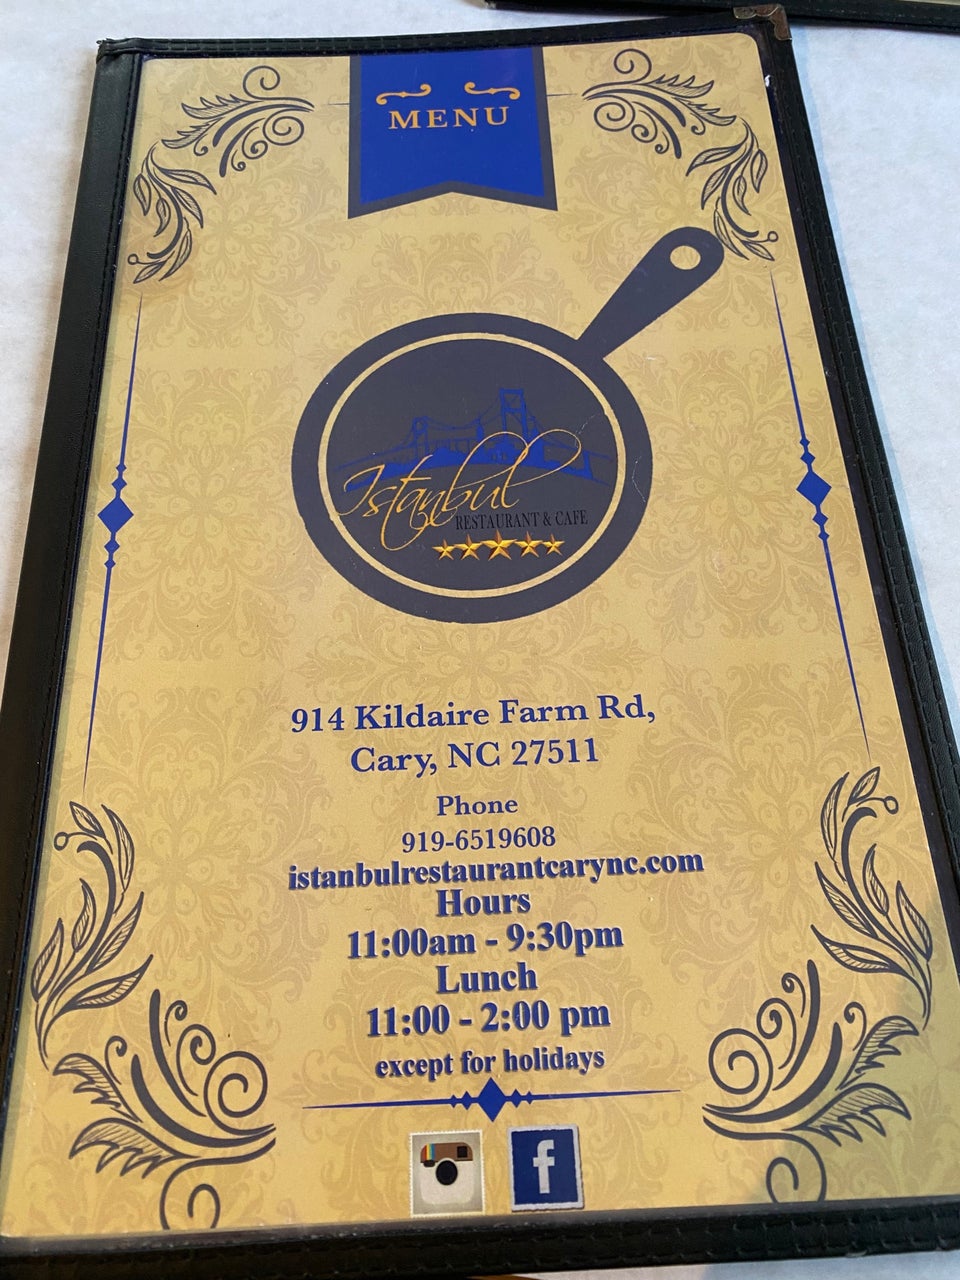 MENU
Istanbul
RESTAURANT & CAFE
914 Kildaire Farm Rd,
Cary, NC 27511
Phone
919-6519608
istanbulrestaurantcarync.com
Hours
11:00am - 9:30pm
Lunch
11:00 - 2:00 pm
except for holidays
f